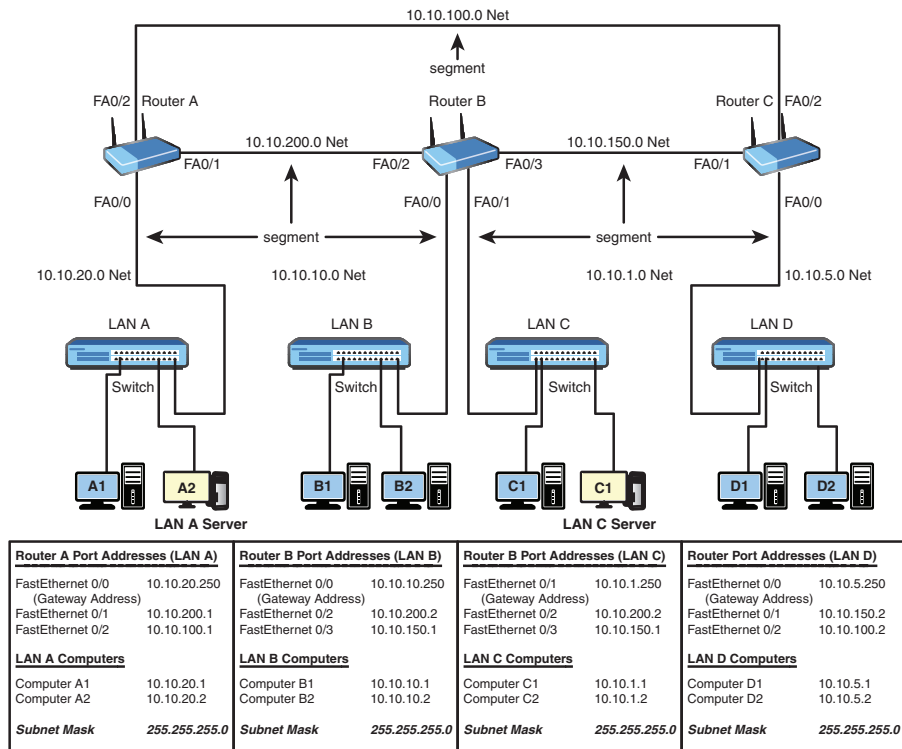 10.10.100.0 Net
segment
FA0/2 Router A
Router B
Router C FA0/2
10.10.200.0 Net
10.10.150.0 Net
FA0/1
FA0/2
FA0/3
FA0/1
FA0/0
FA0/0
FA0/1
FA0/0
segment
segment
10.10.20.0 Net
10.10.10.0 Net
10.10.1.0 Net
10.10.5.0 Net
LAN A
LAN B
LAN C
LAN D
Switch
Switch
Switch
Switch
A1
A2
B1
B2
C1
C1
D1
D2
LAN A Server
LAN C Server
Router A Port Addresses (LAN A)
FastEthernet 0/0 10.10.20.250
(Gateway Address)
FastEthernet 0/1 10.10.200.1
FastEthernet 0/2 10.10.100.1
LAN A Computers
Computer A1 10.10.20.1
Computer A2 10.10.20.2
Subnet Mask 255.255.255.0
Router B Port Addresses (LAN B)
FastEthernet 0/0 10.10.10.250
(Gateway Address)
FastEthernet 0/2 10.10.200.2
FastEthernet 0/3 10.10.150.1
LAN B Computers
Computer B1 10.10.10.1
Computer B2 10.10.10.2
Subnet Mask 255.255.255.0
Router B Port Addresses (LAN C)
FastEthernet 0/1 10.10.1.250
(Gateway Address)
FastEthernet 0/2 10.10.200.2
FastEthernet 0/3 10.10.150.1
LAN C Computers
Computer C1 10.10.1.1
Computer C2 10.10.1.2
Subnet Mask 255.255.255.0
Router Port Addresses (LAN D)
FastEthernet 0/0 10.10.5.250
(Gateway Address)
FastEthernet 0/1 10.10.150.2
FastEthernet 0/2 10.10.100.2
LAN D Computers
Computer D1 10.10.5.1
Computer D2 10.10.5.2
Subnet Mask 255.255.255.0